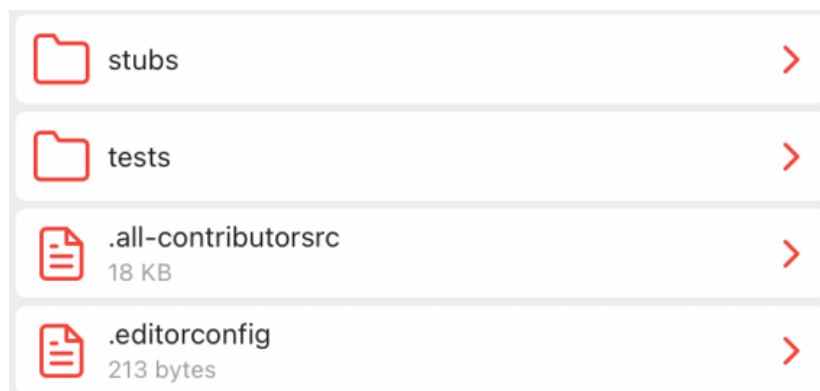 stubs
tests
.all-contributorsrc
18 KB
.editorconfig
213 bytes